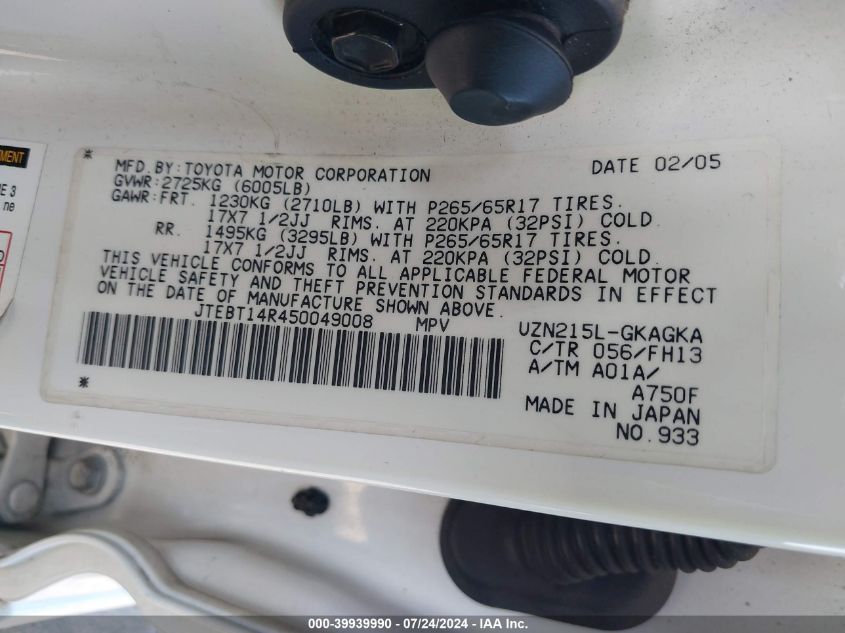 MENT
E 3
ne
MFD.BY:TOYOTA MOTOR CORPORATION DATE 02/05
GVWR:2725KG (6005LB)
GAWR:FRT. 1230KG (2710LB) WITH P265/65R17 TIRES.
17X7 1/2JJ RIMS. AT 220KPA (32PSI) COLD.
RR. 1495KG (3295LB) WITH P265/65R17 TIRES.
17X7 1/2JJ RIMS. AT 220KPA (32PSI) COLD.
THIS VEHICLE CONFORMS TO ALL APPLICABLE FEDERAL MOTOR
VEHICLE SAFETY AND THEFT PREVENTION STANDARDS IN EFFECT
ON THE DATE OF MANUFACTURE SHOWN ABOVE.
JTEBT14R450049008 MPV UZN215L-GKAGKA
C/TR 056/FH13
A/TM A01A/
A750F
MADE IN JAPAN
NO.933
000-39939990 / 07/24/2024 - IAA Inc.